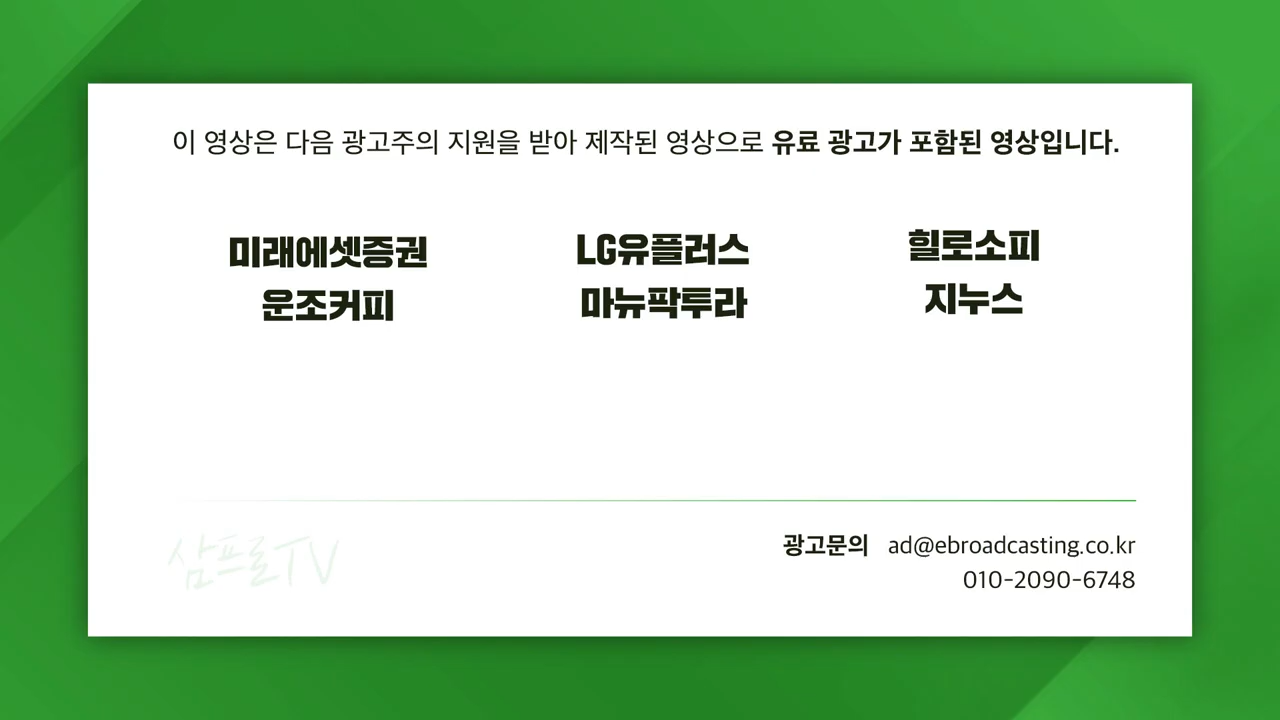 이 영상은 다음 광고주의 지원을 받아 제작된 영상으로 유료 광고가 포함된 영상입니다.
미래에셋증권
운조커피
LG유플러스
마뉴팍투라
힐로소피
지누스
삼프로TV
광고문의 ad@ebroadcasting.co.kr
010-2090-6748